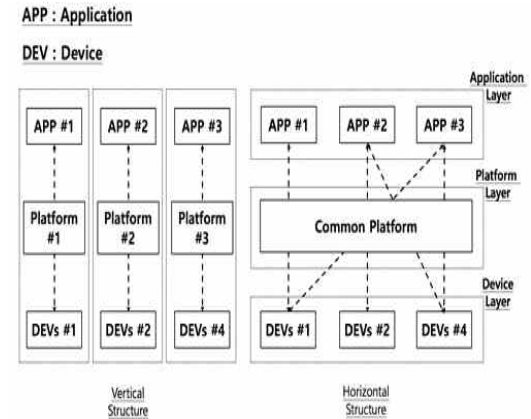 APP : Application
DEV : Device
Application
Layer
APP #1
APP #2
APP #3
APP #1
APP #2
APP #3
Platform
Layer
Platform
#1
Platform
#2
Platform
#3
Common Platform
Device
Layer
DEVs #1
DEVs #2
DEVs #4
DEVs #1
DEVs #2
DEVs #4
Vertical
Structure
Horizontal
Structure